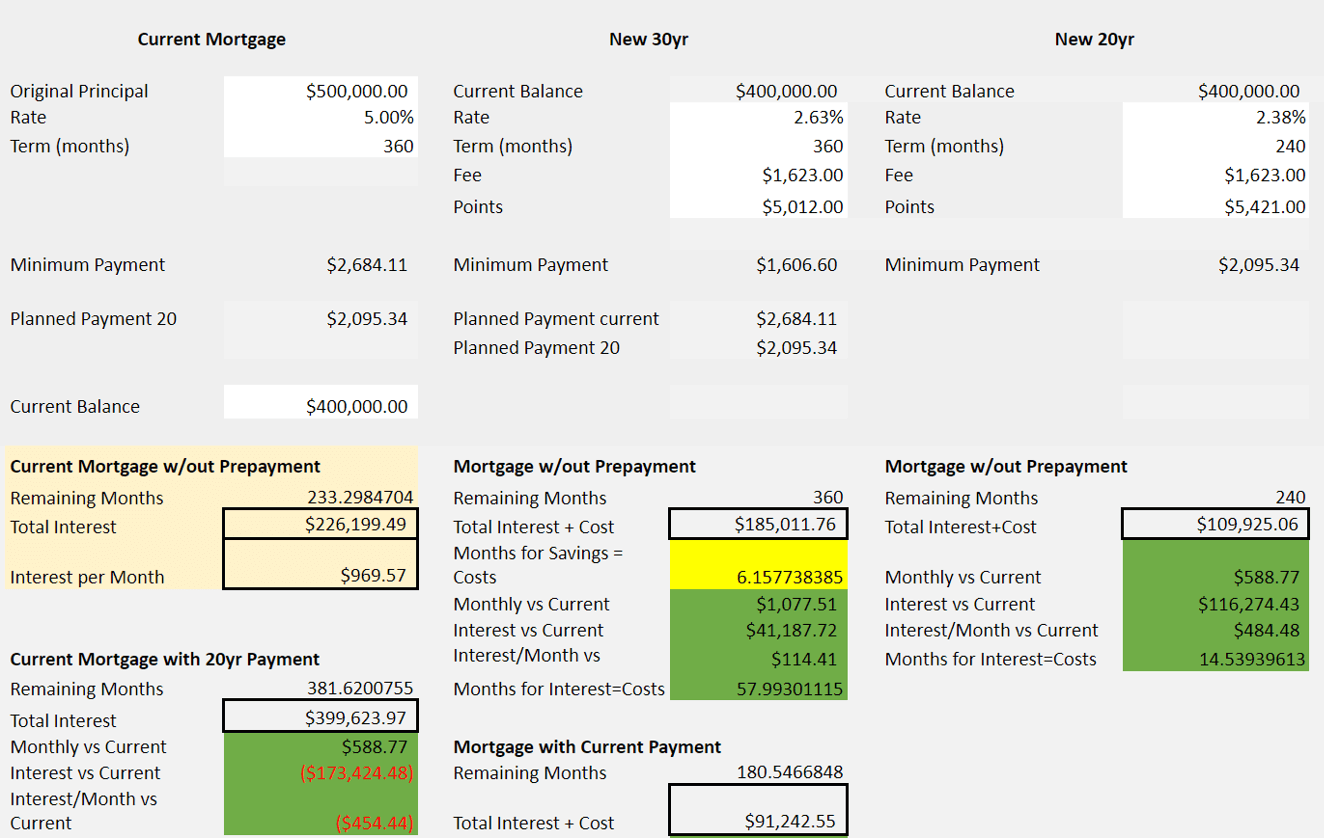 Current Mortgage New 30yr New 20yr
Original Principal $500,000.00 Current Balance $400,000.00 Current Balance $400,000.00
Rate 5.00% Rate 2.63% Rate 2.38%
Term (months) 360 Term (months) 360 Term (months) 240
Fee $1,623.00 Fee $1,623.00
Points $5,012.00 Points $5,421.00
Minimum Payment $2,684.11 Minimum Payment $1,606.60 Minimum Payment $2,095.34
Planned Payment 20 $2,095.34 Planned Payment current $2,684.11
Planned Payment 20 $2,095.34
Current Balance $400,000.00
Current Mortgage w/out Prepayment Mortgage w/out Prepayment Mortgage w/out Prepayment
Remaining Months 233.2984704 Remaining Months 360 Remaining Months 240
Total Interest $226,199.49 Total Interest + Cost $185,011.76 Total Interest+Cost $109,925.06
Months for Savings =
Interest per Month $969.57 Costs 6.157738385 Monthly vs Current $588.77
Monthly vs Current $1,077.51 Interest vs Current $116,274.43
Interest vs Current $41,187.72 Interest/Month vs Current $484.48
Current Mortgage with 20yr Payment Interest/Month vs $114.41 Months for Interest=Costs 14.53939613
Remaining Months 381.6200755 Months for Interest=Costs 57.99301115
Total Interest $399,623.97
Monthly vs Current $588.77 Mortgage with Current Payment
Interest vs Current ($173,424.48) Remaining Months 180.5466848
Interest/Month vs
Current ($454.44) Total Interest + Cost $91,242.55